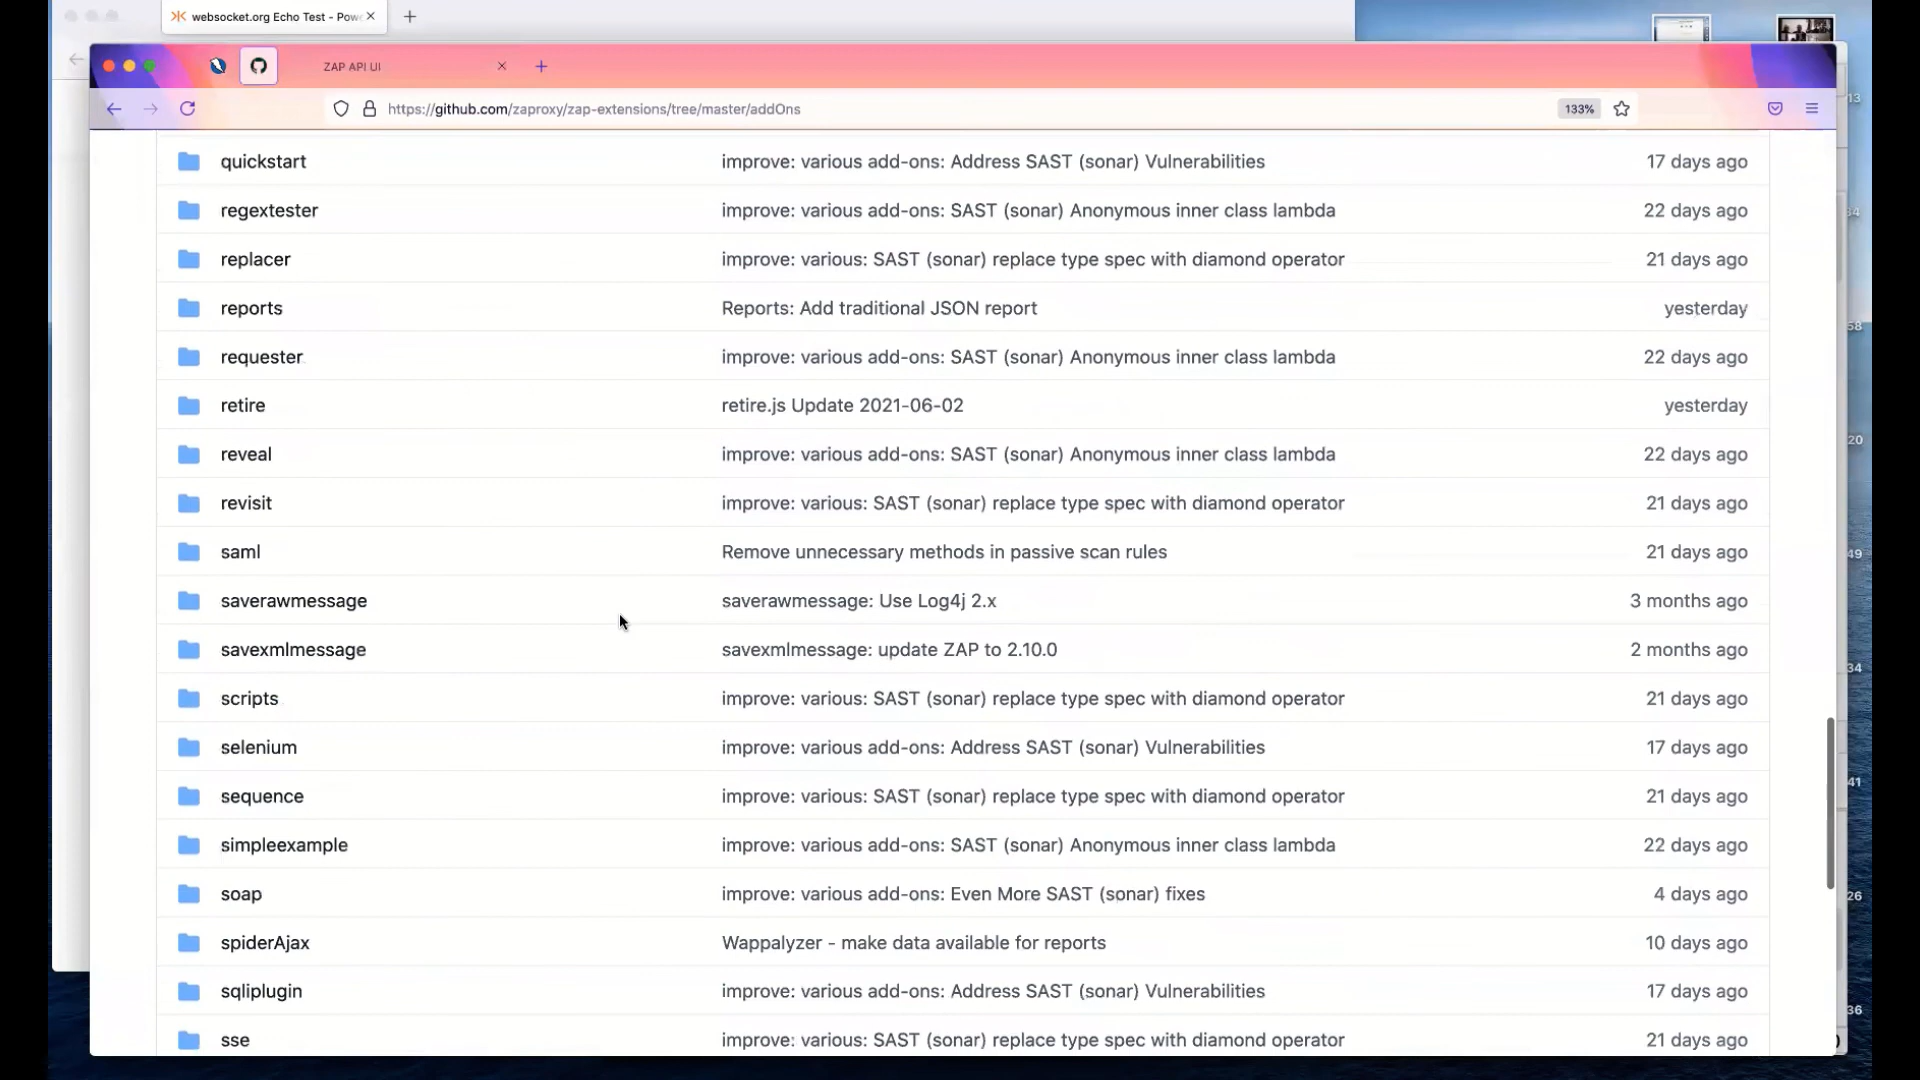 websocket.org Echo Test - Pow
ZAP API UI
https://github.com/zaproxy/zap-extensions/tree/master/addOns
133%
quickstart improve: various add-ons: Address SAST (sonar) Vulnerabilities 17 days ago
regextester improve: various add-ons: SAST (sonar) Anonymous inner class lambda 22 days ago
replacer improve: various: SAST (sonar) replace type spec with diamond operator 21 days ago
reports Reports: Add traditional JSON report yesterday
requester improve: various add-ons: SAST (sonar) Anonymous inner class lambda 22 days ago
retire retire.js Update 2021-06-02 yesterday
reveal improve: various add-ons: SAST (sonar) Anonymous inner class lambda 22 days ago
revisit improve: various: SAST (sonar) replace type spec with diamond operator 21 days ago
saml Remove unnecessary methods in passive scan rules 21 days ago
saverawmessage saverawmessage: Use Log4j 2.x 3 months ago
savexmlmessage savexmlmessage: update ZAP to 2.10.0 2 months ago
scripts improve: various: SAST (sonar) replace type spec with diamond operator 21 days ago
selenium improve: various add-ons: Address SAST (sonar) Vulnerabilities 17 days ago
sequence improve: various: SAST (sonar) replace type spec with diamond operator 21 days ago
simpleexample improve: various add-ons: SAST (sonar) Anonymous inner class lambda 22 days ago
soap improve: various add-ons: Even More SAST (sonar) fixes 4 days ago
spiderAjax Wappalyzer - make data available for reports 10 days ago
sqliplugin improve: various add-ons: Address SAST (sonar) Vulnerabilities 17 days ago
sse improve: various: SAST (sonar) replace type spec with diamond operator 21 days ago
13
34
58
20
49
34
41
26
36